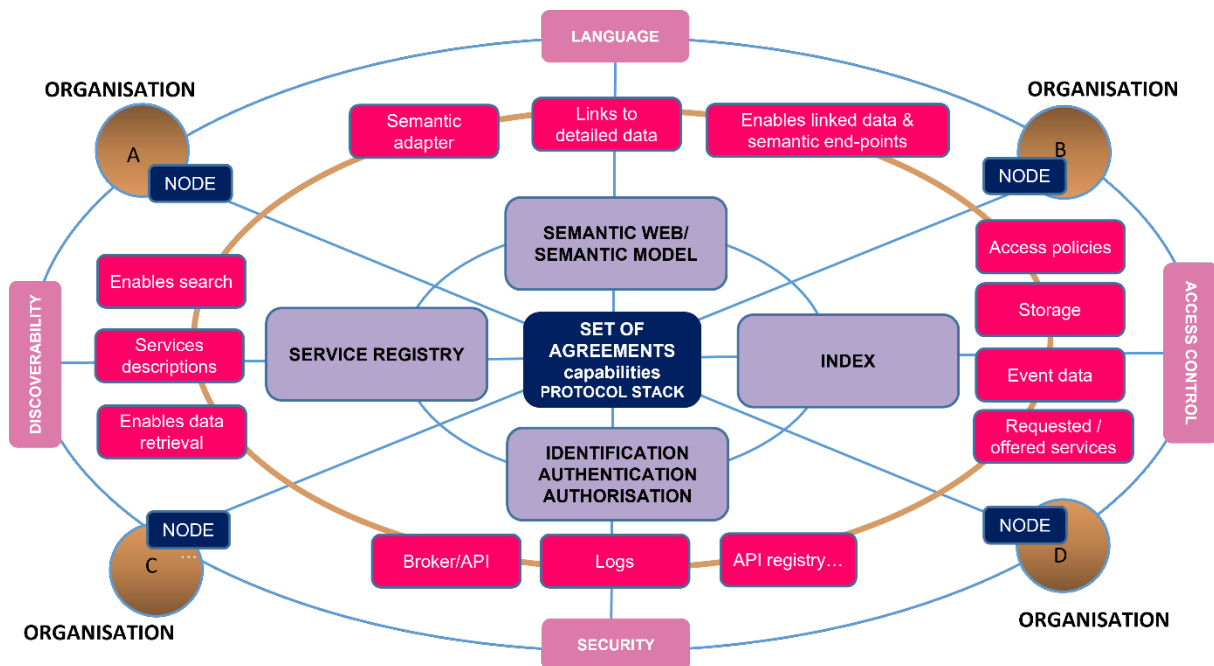 LANGUAGE
ORGANISATION
A
NODE
ORGANISATION
B
NODE
Semantic
adapter
Links to
detailed data
Enables linked data &
semantic end-points
SEMANTIC WEB/
SEMANTIC MODEL
Access policies
Enables search
Storage
DISCOVERABILITY
Services
descriptions
SERVICE REGISTRY
SET OF
AGREEMENTS
capabilities
PROTOCOL STACK
INDEX
ACCESS CONTROL
Event data
Enables data
retrieval
Requested /
offered services
IDENTIFICATION
AUTHENTICATION
AUTHORISATION
NODE
...
C
ORGANISATION
NODE
D
ORGANISATION
Broker/API
Logs
API registry…
SECURITY